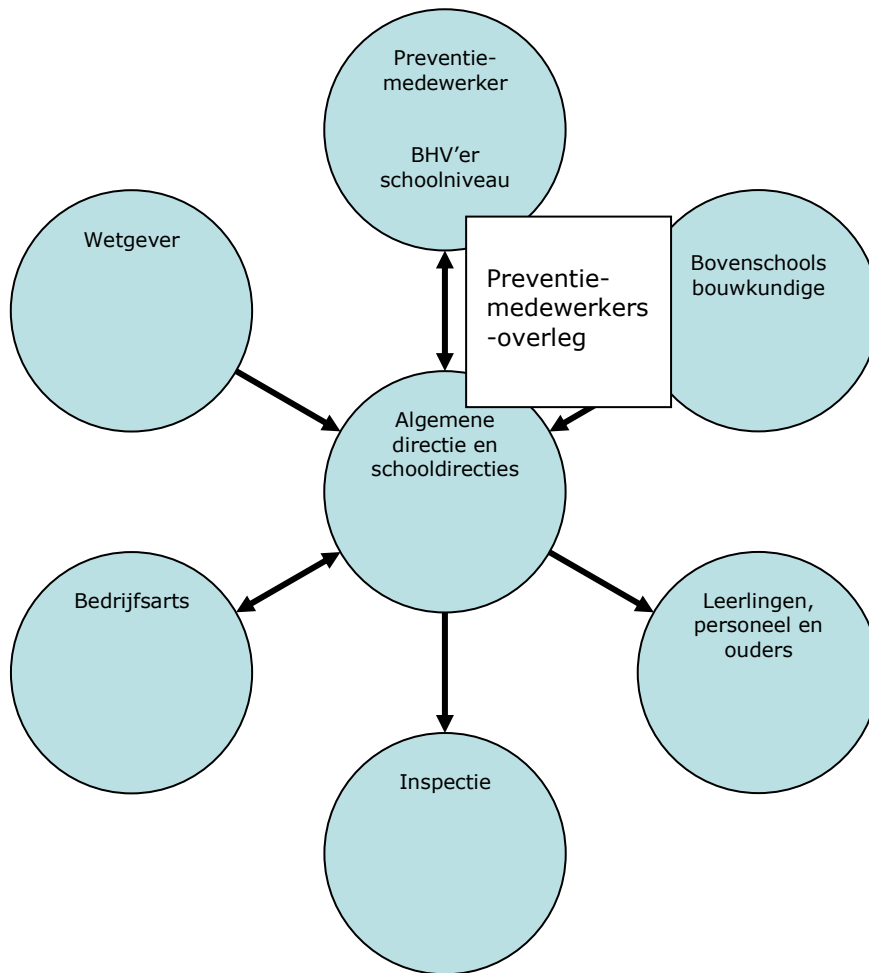 Preventie-
medewerker
BHV'er
schoolniveau
Wetgever
Preventie-
medewerkers
-overleg
Bovenschools
bouwkundige
Algemene
directie en
schooldirecties
Bedrijfsarts
Leerlingen,
personeel en
ouders
Inspectie